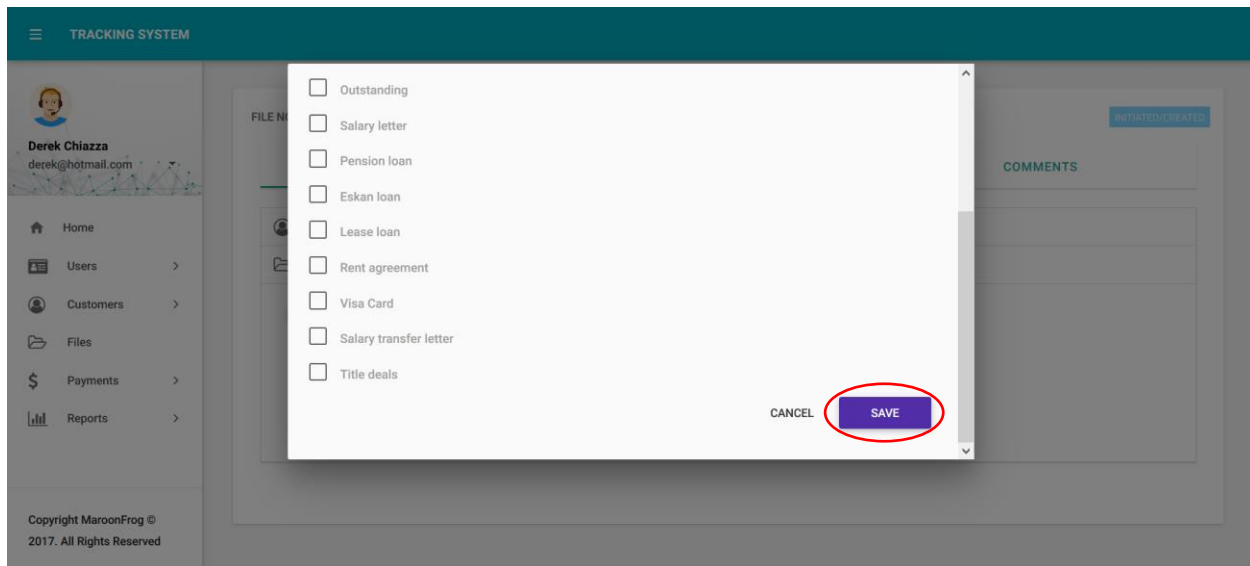 TRACKING SYSTEM
Derek Chiazza
derek@hotmail.com
Home
Users
Customers
Files
Payments
Reports
Copyright MaroonFrog ©
2017. All Rights Reserved
FILE
INITIATED/CREATED
COMMENTS
Outstanding
Salary letter
Pension loan
Eskan loan
Lease loan
Rent agreement
Visa Card
Salary transfer letter
Title deals
CANCEL
SAVE